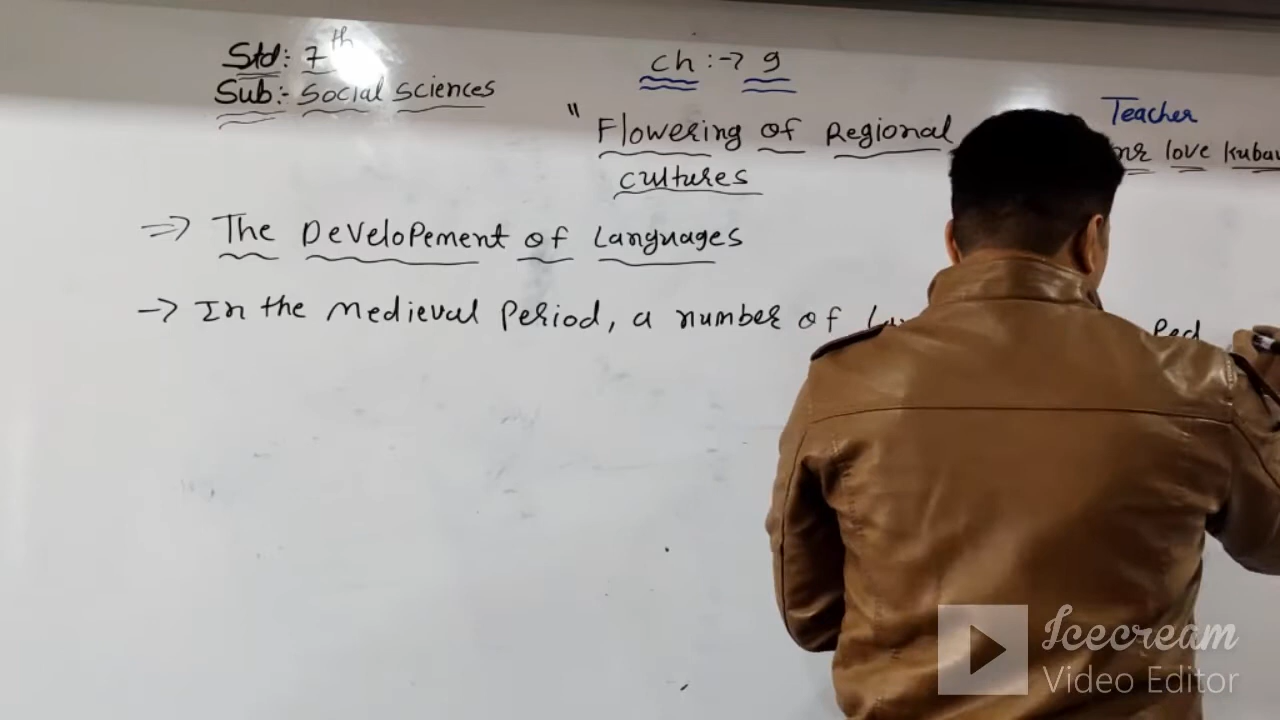 Std: 7th
Sub:- Social Sciences
ch :-> 9
" Flowering of Regional
cultures
Teacher
love
=> The Developement of Languages
-> In the Medieval Period, a number of
Icecream
Video Editor